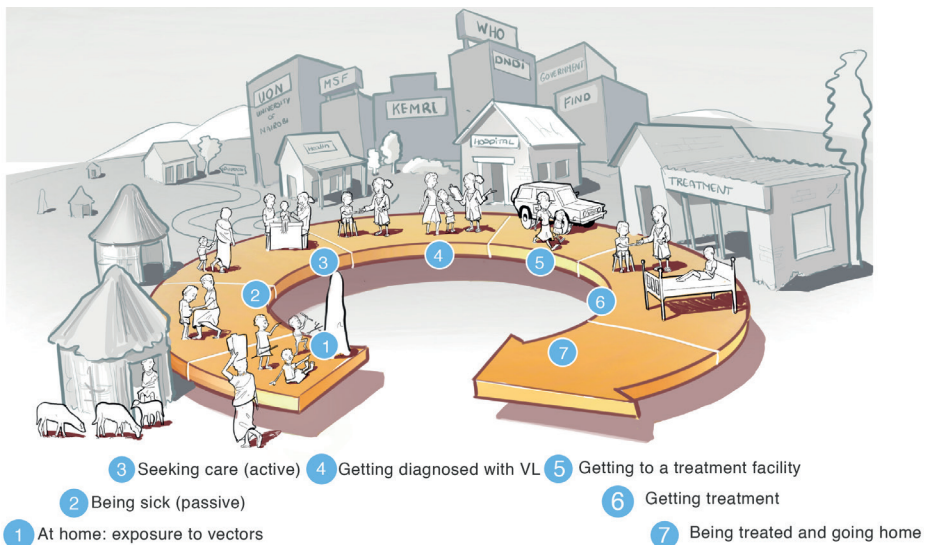 WHO
DNDi
GOVERNMENT
MSF
UON
UNIVERSITY
OF
NAIROBI
KEMRI
FIND
HOSPITAL
TREATMENT
3
4
5
2
6
1
7
3 Seeking care (active) 4 Getting diagnosed with VL 5 Getting to a treatment facility
2 Being sick (passive) 6 Getting treatment
1 At home: exposure to vectors 7 Being treated and going home